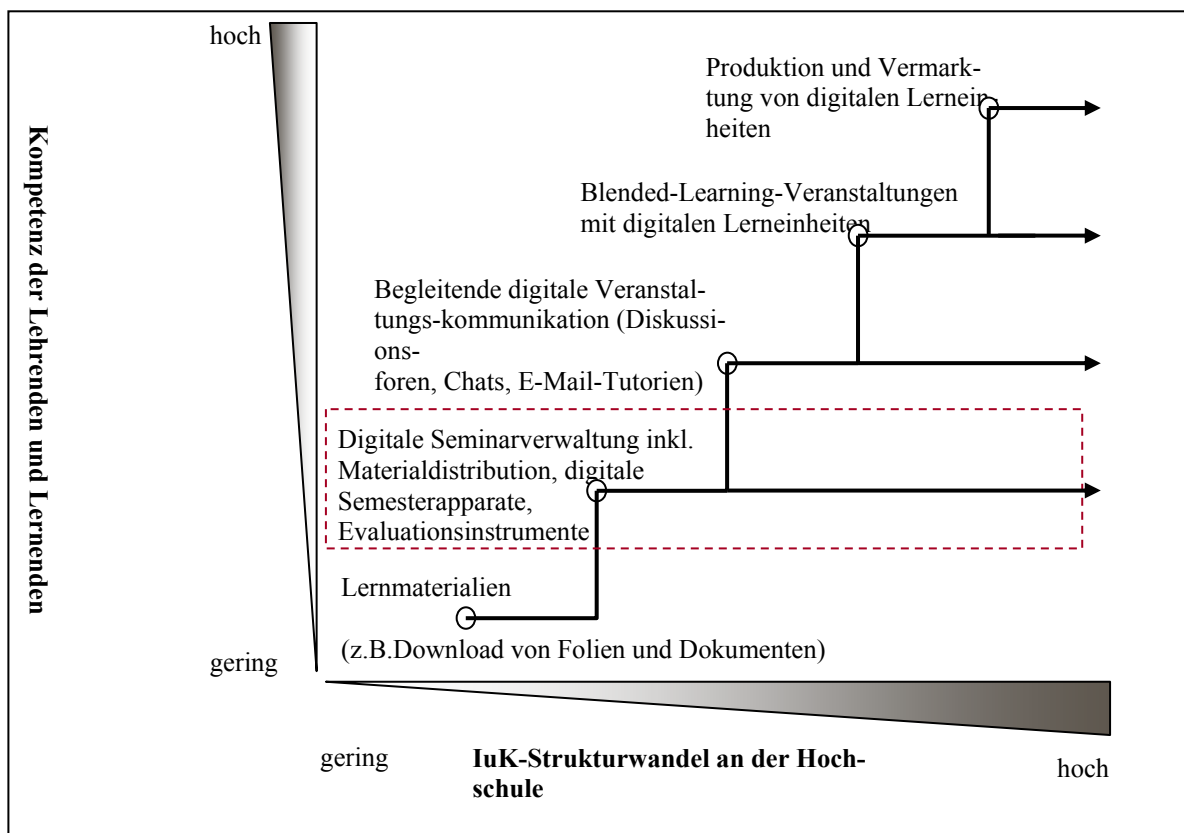 hoch
Produktion und Vermark-
tung von digitalen Lernein-
heiten
Blended-Learning-Veranstaltungen
mit digitalen Lerneinheiten
Begleitende digitale Veranstal-
tungs-kommunikation (Diskussi-
ons-
foren, Chats, E-Mail-Tutorien)
Digitale Seminarverwaltung inkl.
Materialdistribution, digitale
Semesterapparate,
Evaluationsinstrumente
Lernmaterialien
(z.B.Download von Folien und Dokumenten)
gering
Kompetenz der Lehrenden und Lernenden
gering
IuK-Strukturwandel an der Hoch-
schule
hoch